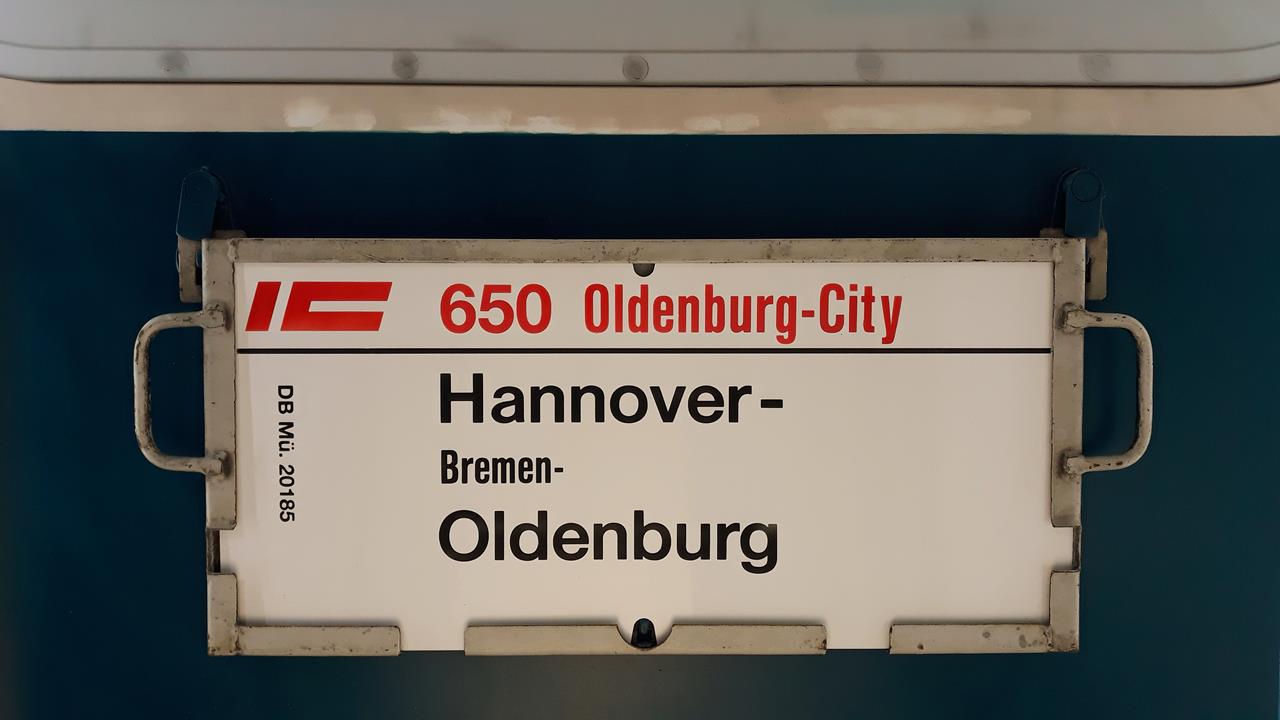 IC 650 Oldenburg-City
Hannover-
Bremen-
Oldenburg
DB Mü. 20185